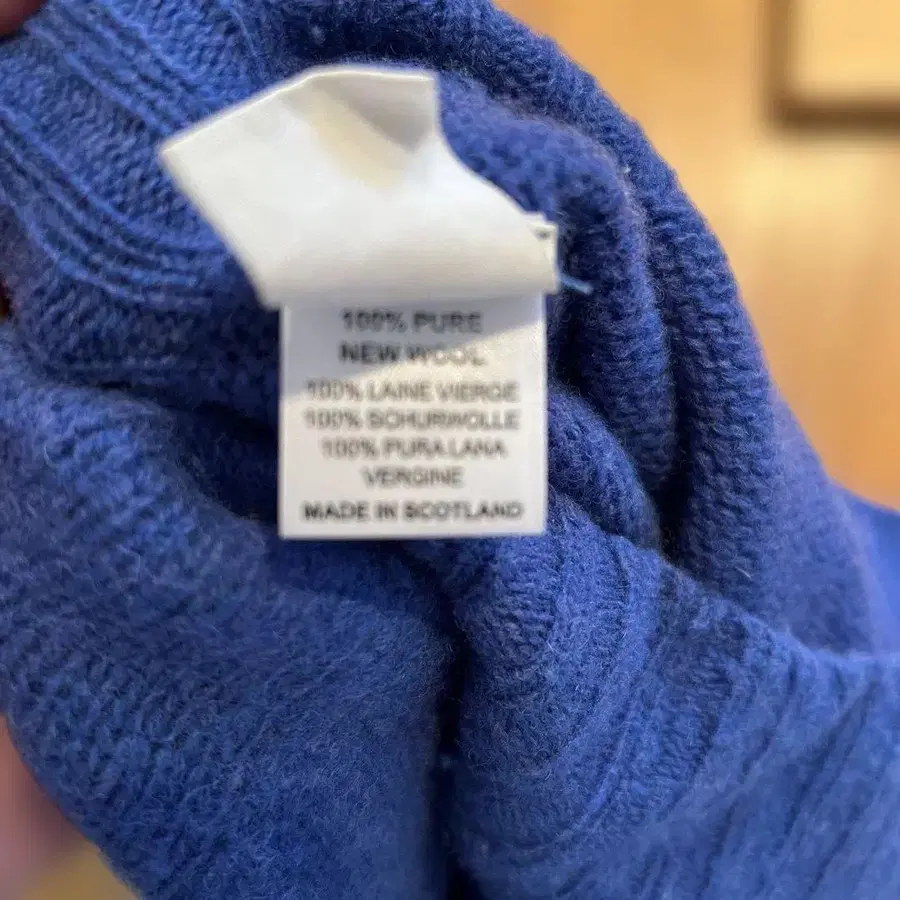 100% PURE
NEW WOOL
100% LAINE VIERGE
100% SCHURWOLLE
100% PURA LANA
VERGINE
MADE IN SCOTLAND